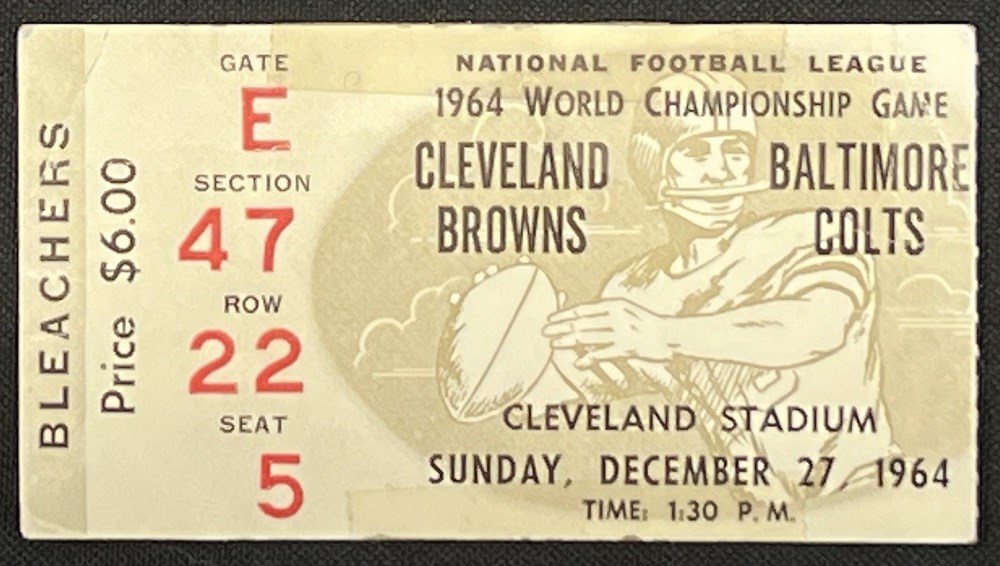 BLEACHERS
Price $6.00
GATE
E
SECTION
47
ROW
22
SEAT
5
NATIONAL FOOTBALL LEAGUE
1964 WORLD CHAMPIONSHIP GAME
CLEVELAND BROWNS
BALTIMORE COLTS
CLEVELAND STADIUM
SUNDAY, DECEMBER 27, 1964
TIME: 1:30 P.M.